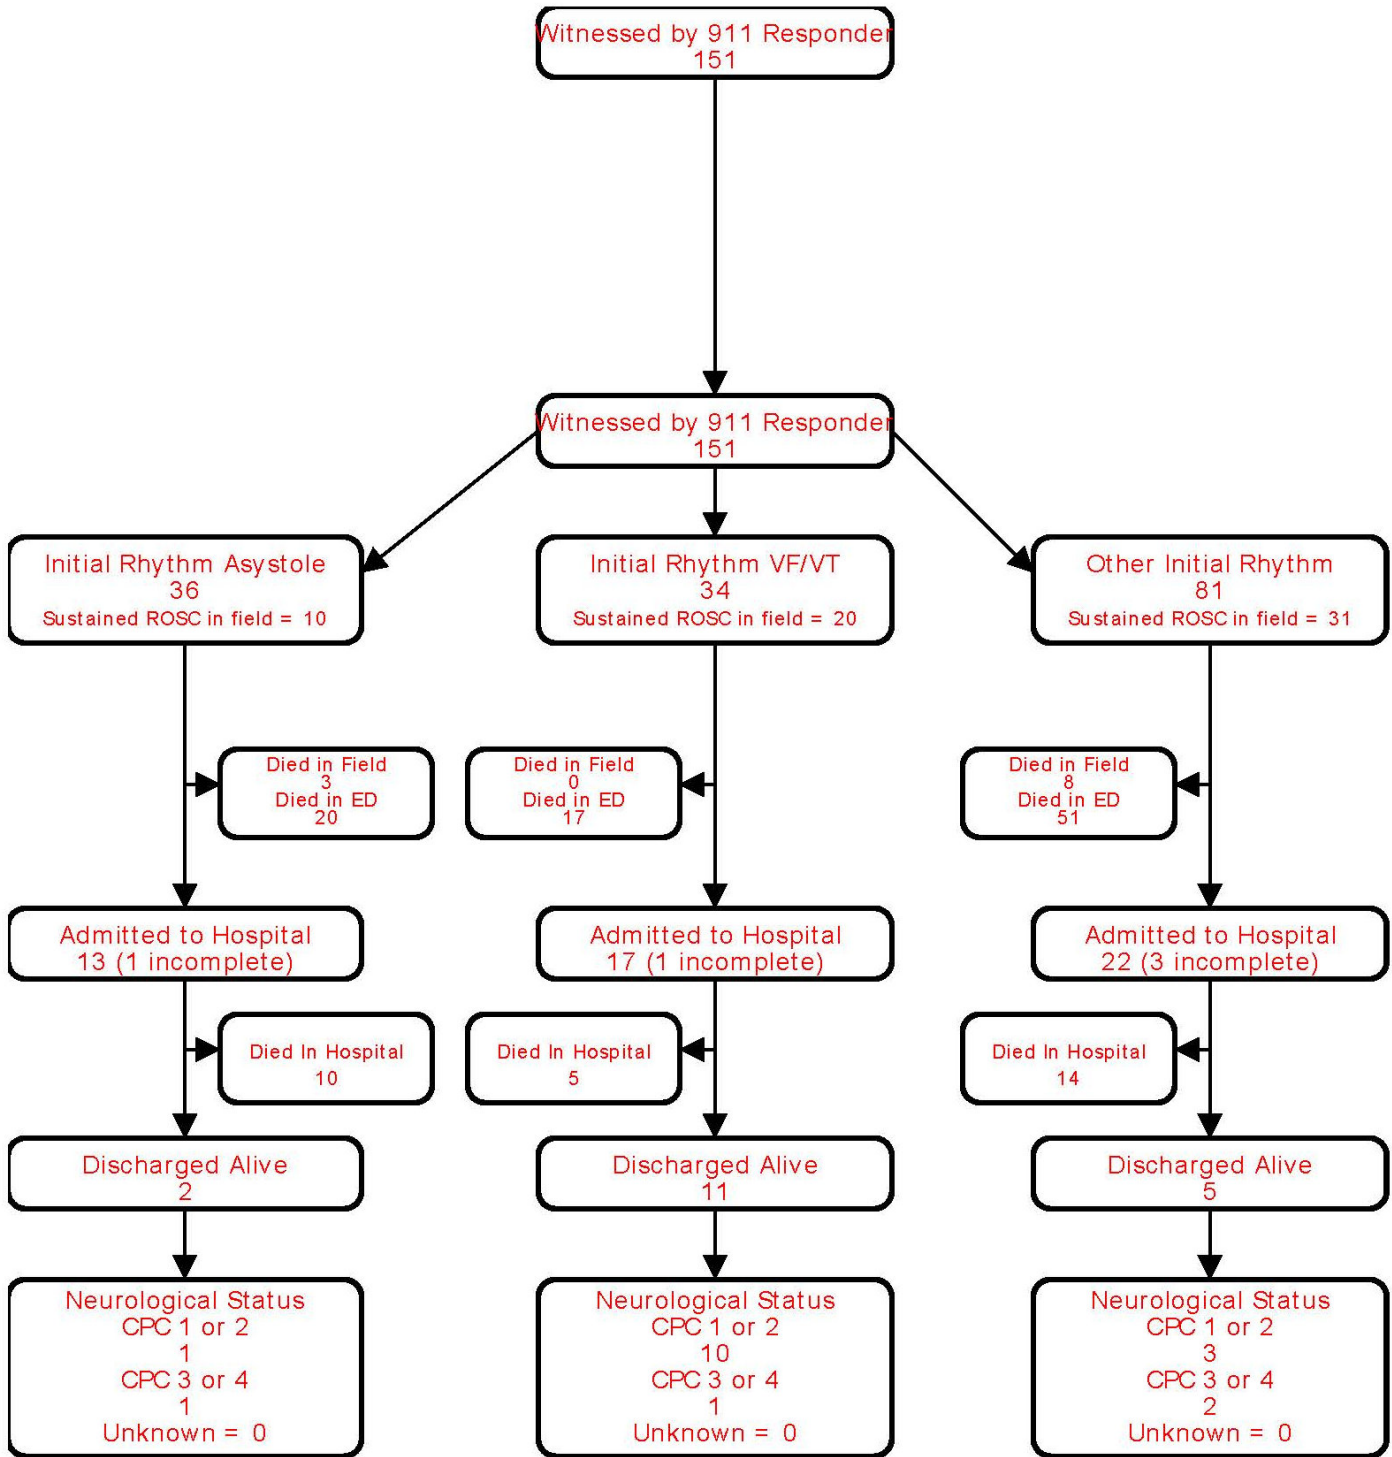 Witnessed by 911 Responder
151
Witnessed by 911 Responder
151
Initial Rhythm Asystole
36
Sustained ROSC in field = 10
Initial Rhythm VF/VT
34
Sustained ROSC in field = 20
Other Initial Rhythm
81
Sustained ROSC in field = 31
Died in Field
3
Died in ED
20
Died in Field
0
Died in ED
17
Died in Field
8
Died in ED
51
Admitted to Hospital
13 (1 incomplete)
Admitted to Hospital
17 (1 incomplete)
Admitted to Hospital
22 (3 incomplete)
Died In Hospital
10
Died In Hospital
5
Died In Hospital
14
Discharged Alive
2
Discharged Alive
11
Discharged Alive
5
Neurological Status
CPC 1 or 2
1
CPC 3 or 4
1
Unknown = 0
Neurological Status
CPC 1 or 2
10
CPC 3 or 4
1
Unknown = 0
Neurological Status
CPC 1 or 2
3
CPC 3 or 4
2
Unknown = 0